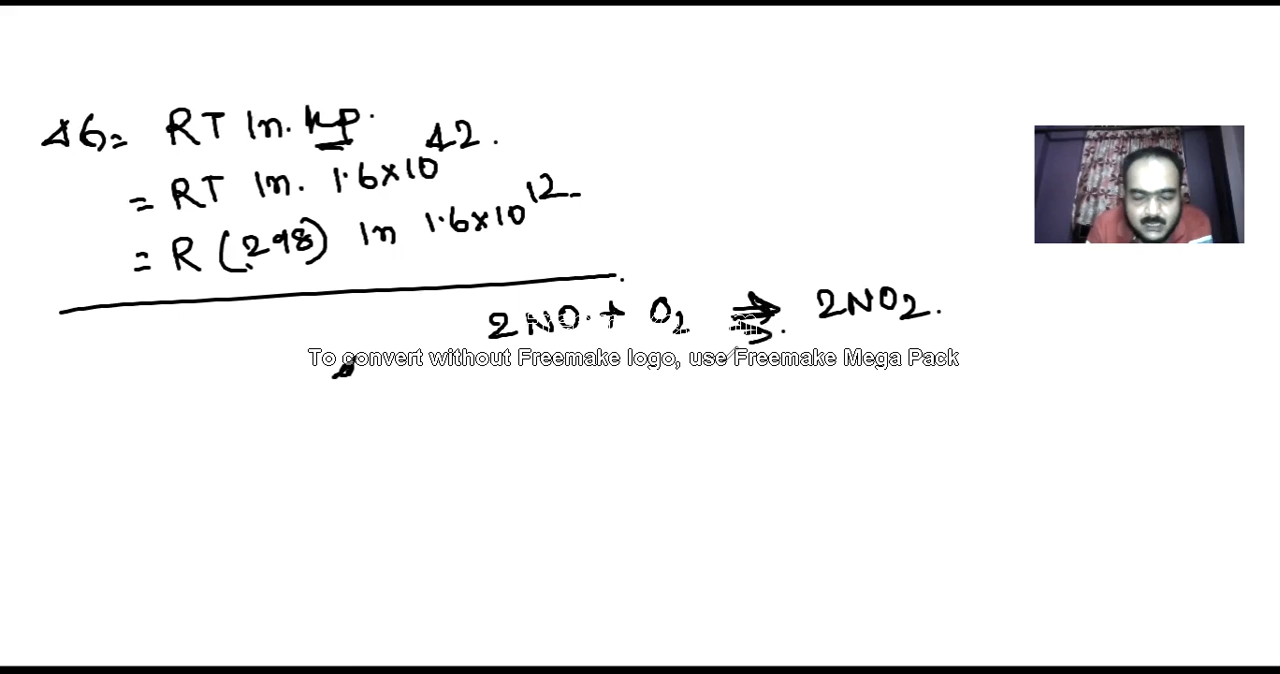 ΔG= RT ln. Kp.
= RT ln. 1.6×10^12.
= R (298) ln 1.6×10^12-
2NO. + O2 ⇌ 2NO2.
To convert without Freemake logo, use Freemake Mega Pack